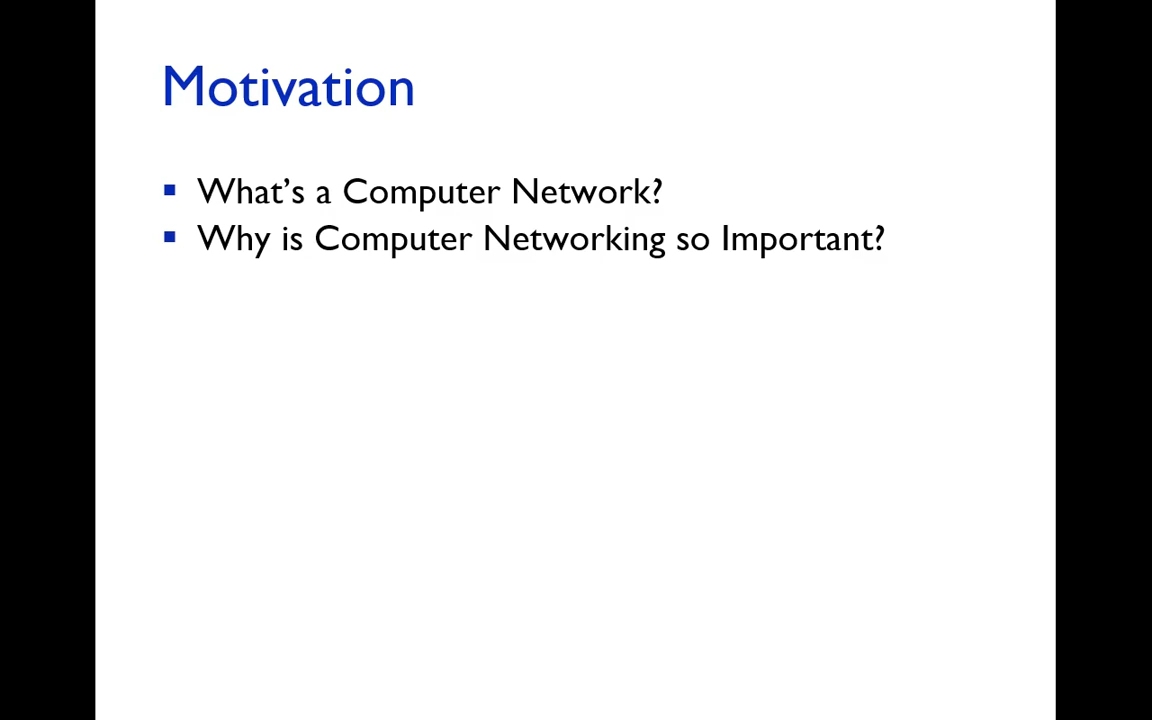 Motivation
What's a Computer Network?
Why is Computer Networking so Important?